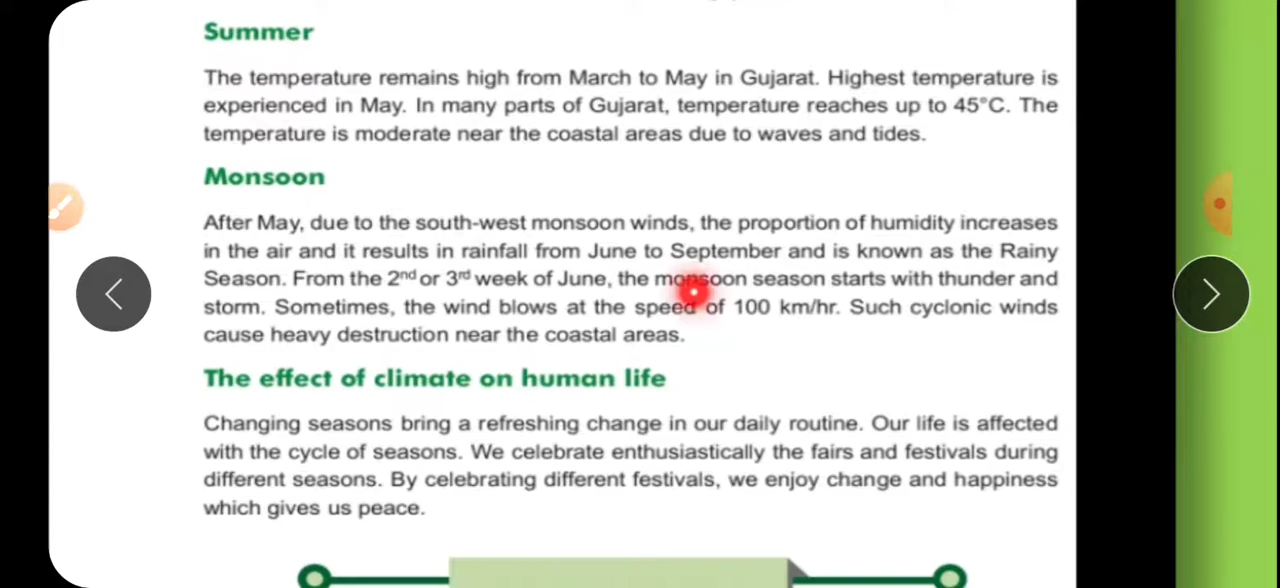 Summer
The temperature remains high from March to May in Gujarat. Highest temperature is
experienced in May. In many parts of Gujarat, temperature reaches up to 45°C. The
temperature is moderate near the coastal areas due to waves and tides.
Monsoon
After May, due to the south-west monsoon winds, the proportion of humidity increases
in the air and it results in rainfall from June to September and is known as the Rainy
Season. From the 2nd or 3rd week of June, the monsoon season starts with thunder and
storm. Sometimes, the wind blows at the speed of 100 km/hr. Such cyclonic winds
cause heavy destruction near the coastal areas.
The effect of climate on human life
Changing seasons bring a refreshing change in our daily routine. Our life is affected
with the cycle of seasons. We celebrate enthusiastically the fairs and festivals during
different seasons. By celebrating different festivals, we enjoy change and happiness
which gives us peace.